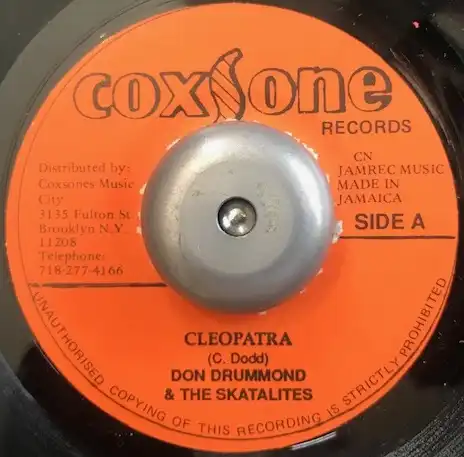 coxsone
RECORDS
Distributed by:
Coxsones Music
City
3135 Fulton St
Brooklyn N.Y.
11208
Telephone:
718-277-4166
CN
JAMREC MUSIC
MADE IN
JAMAICA
SIDE A
CLEOPATRA
(C. Dodd)
DON DRUMMOND
& THE SKATALITES
UNAUTHORISED COPYING OF THIS RECORDING IS STRICTLY PROHIBITED